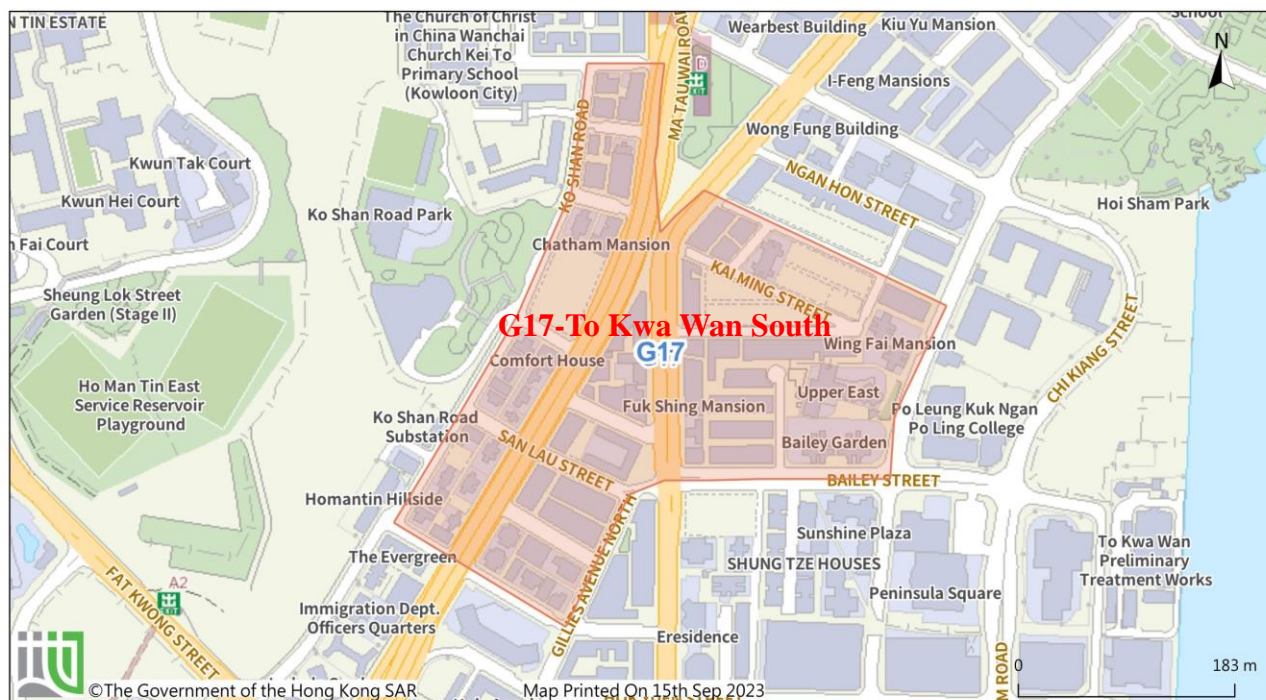 N TIN ESTATE
The Church of Christ
in China Wanchai
Church Kei To
Primary School
(Kowloon City)
MA TAU WAI ROAD
Wearbest Building
Kiu Yu Mansion
School
N
D
EXIT
I-Feng Mansions
KO SHAN ROAD
Wong Fung Building
Kwun Tak Court
NGAN HON STREET
Kwun Hei Court
Ko Shan Road Park
Hoi Sham Park
n Fai Court
Chatham Mansion
KAI MING STREET
Sheung Lok Street
Garden (Stage II)
G17-To Kwa Wan South
G17
Wing Fai Mansion
CHI KIANG STREET
Comfort House
Ho Man Tin East
Service Reservoir
Playground
Upper East
Fuk Shing Mansion
Po Leung Kuk Ngan
Po Ling College
Ko Shan Road
Substation
SAN LAU STREET
Bailey Garden
BAILEY STREET
Homantin Hillside
GILLIES AVENUE NORTH
Sunshine Plaza
To Kwa Wan
Preliminary
Treatment Works
The Evergreen
SHUNG TZE HOUSES
A2
EXIT
FAT KWONG STREET
Peninsula Square
Immigration Dept.
Officers Quarters
Eresidence
M ROAD
0
183 m
©The Government of the Hong Kong SAR
Map Printed On 15th Sep 2023